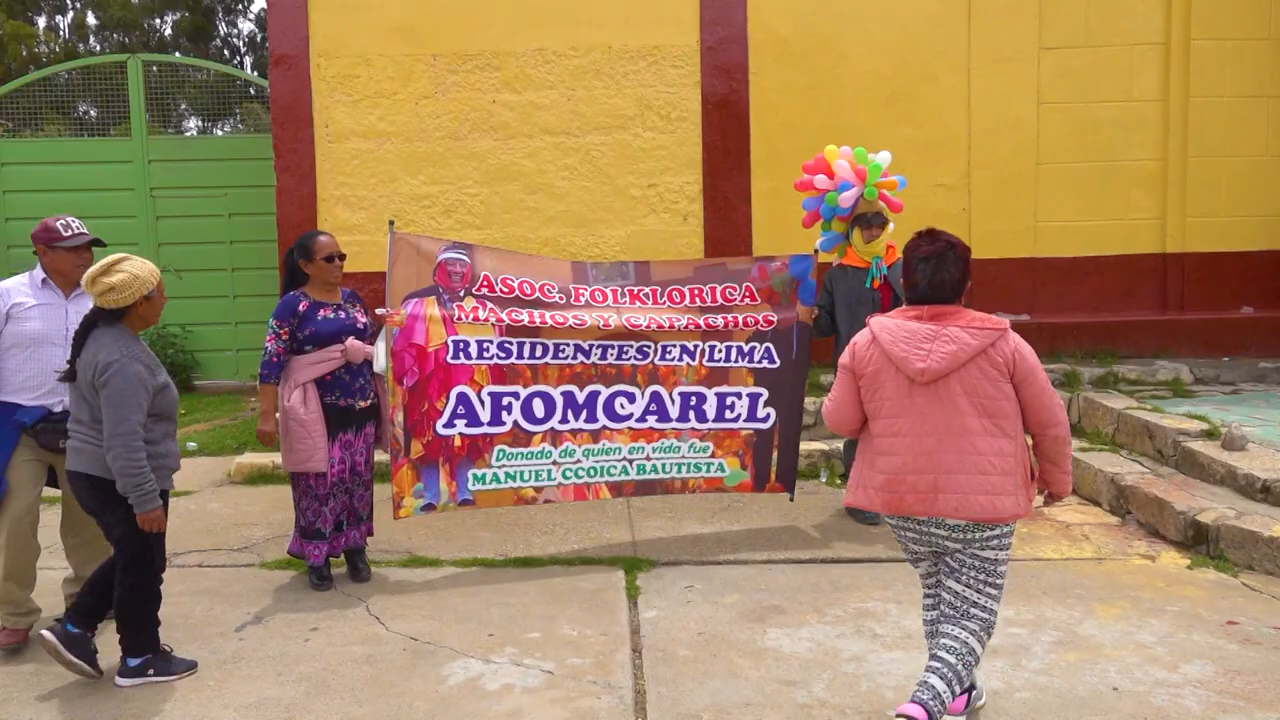 ASOC. FOLKLORICA
MACHOS Y CAPACHOS
RESIDENTES EN LIMA
AFOMCAREL
Donado de quien en vida fue
MANUEL CCOICA BAUTISTA